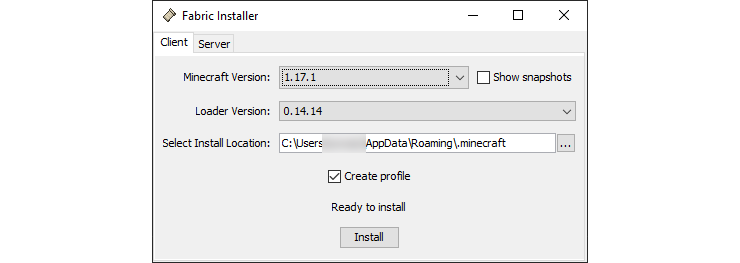 Fabric Installer
Client Server
Minecraft Version: 1.17.1 Show snapshots
Loader Version: 0.14.14
Select Install Location: C:\Users AppData\Roaming\.minecraft ...
Create profile
Ready to install
Install